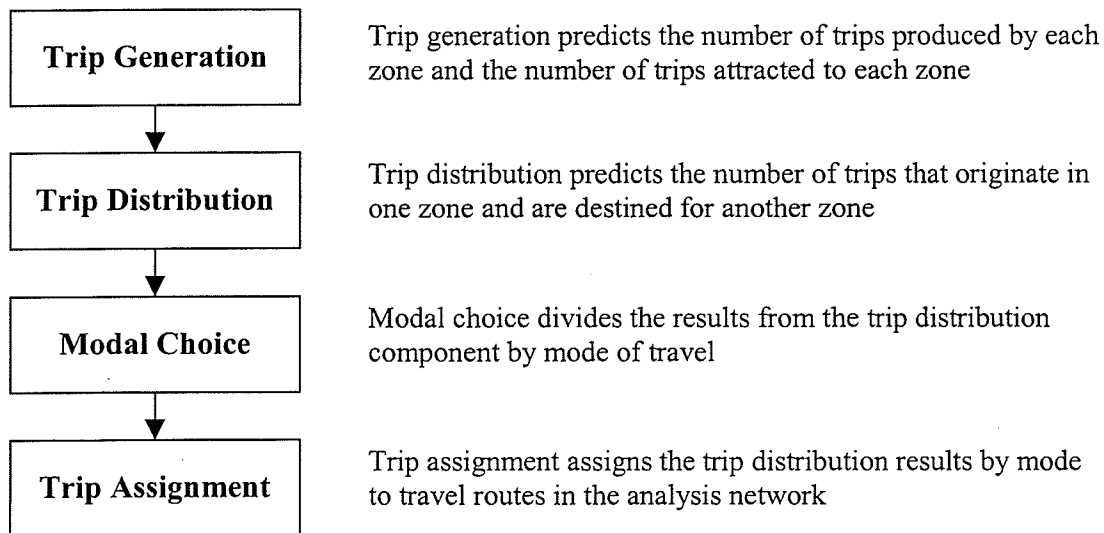 Trip Generation
Trip generation predicts the number of trips produced by each
zone and the number of trips attracted to each zone
Trip Distribution
Trip distribution predicts the number of trips that originate in
one zone and are destined for another zone
Modal Choice
Modal choice divides the results from the trip distribution
component by mode of travel
Trip Assignment
Trip assignment assigns the trip distribution results by mode
to travel routes in the analysis network